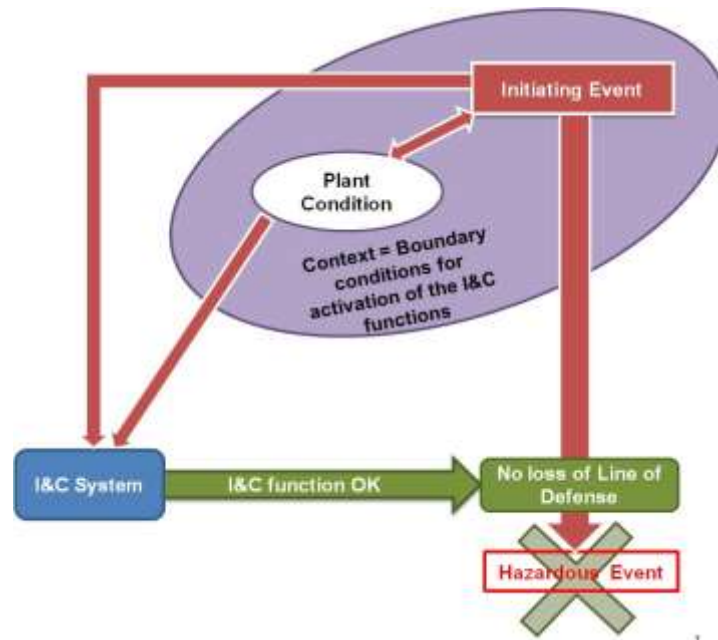 Initiating Event
Plant
Condition
Context = Boundary
conditions for
activation of the I&C
functions
I&C System
I&C function OK
No loss of Line of
Defense
Hazardous Event